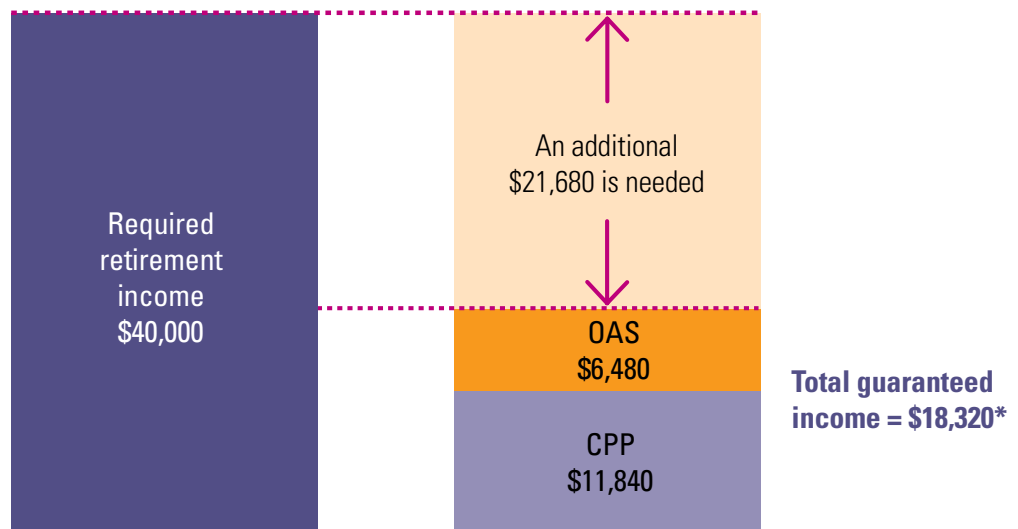 Required
retirement
income
$40,000
An additional
$21,680 is needed
OAS
$6,480
CPP
$11,840
Total guaranteed
income = $18,320*